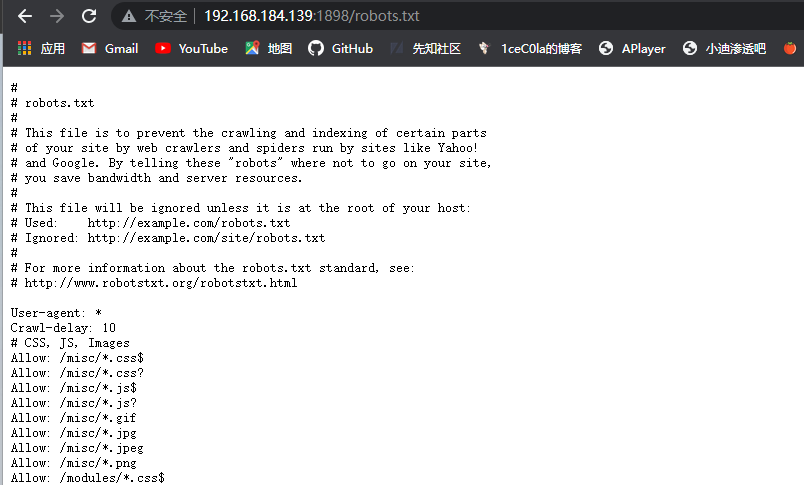 不安全 | 192.168.184.139:1898/robots.txt
应用 Gmail YouTube 地图 GitHub 先知社区 1ceC0la的博客 APlayer 小迪渗透吧
#
# robots.txt
#
# This file is to prevent the crawling and indexing of certain parts
# of your site by web crawlers and spiders run by sites like Yahoo!
# and Google. By telling these "robots" where not to go on your site,
# you save bandwidth and server resources.
#
# This file will be ignored unless it is at the root of your host:
# Used:    http://example.com/robots.txt
# Ignored: http://example.com/site/robots.txt
#
# For more information about the robots.txt standard, see:
# http://www.robotstxt.org/robotstxt.html

User-agent: *
Crawl-delay: 10
# CSS, JS, Images
Allow: /misc/*.css$
Allow: /misc/*.css?
Allow: /misc/*.js$
Allow: /misc/*.js?
Allow: /misc/*.gif
Allow: /misc/*.jpg
Allow: /misc/*.jpeg
Allow: /misc/*.png
Allow: /modules/*.css$